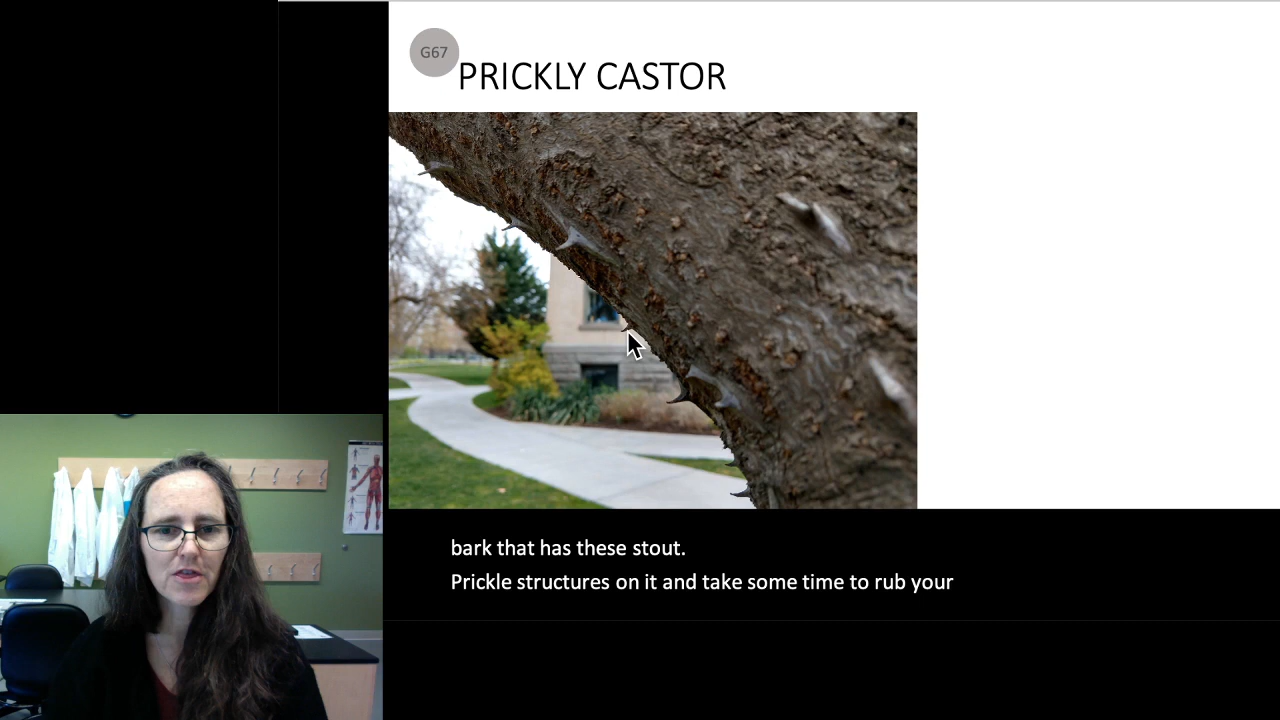 G67
PRICKLY CASTOR
bark that has these stout.
Prickle structures on it and take some time to rub your